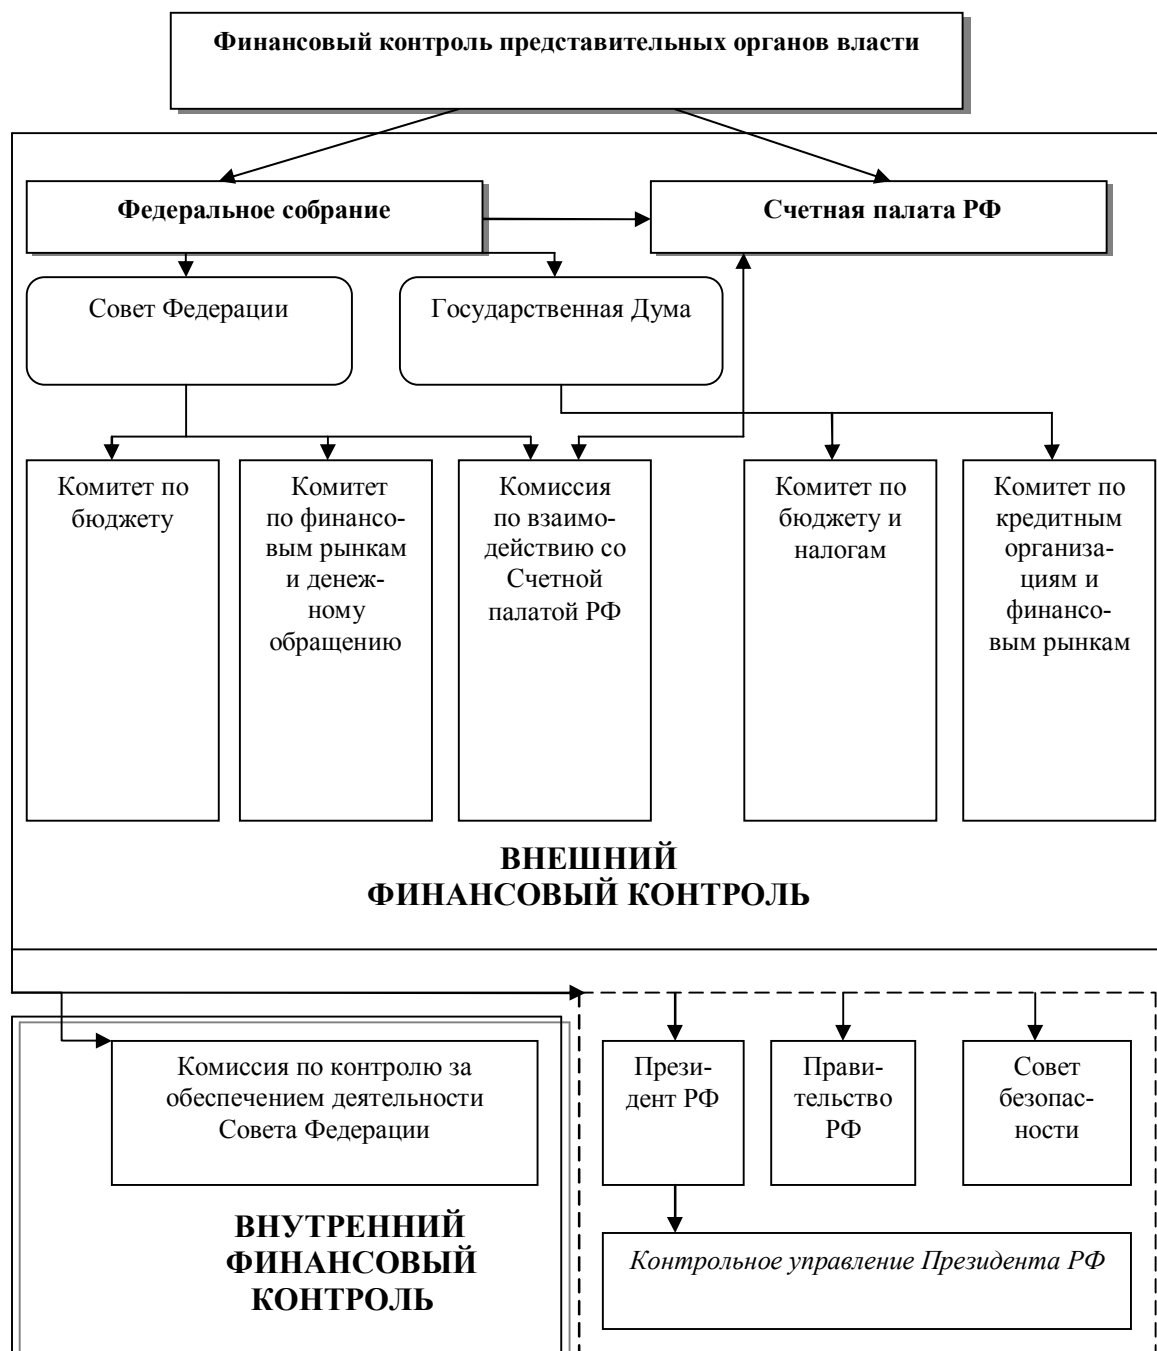 Финансовый контроль представительных органов власти
Федеральное собрание
Счетная палата РФ
Совет Федерации
Государственная Дума
Комитет по
бюджету
Комитет
по финансо-
вым рынкам
и денеж-
ному
обращению
Комиссия
по взаимо-
действию со
Счетной
палатой РФ
Комитет по
бюджету и
налогам
Комитет по
кредитным
организа-
циям и
финансо-
вым рынкам
ВНЕШНИЙ
ФИНАНСОВЫЙ КОНТРОЛЬ
Комиссия по контролю за
обеспечением деятельности
Совета Федерации
ВНУТРЕННИЙ
ФИНАНСОВЫЙ
КОНТРОЛЬ
Прези-
дент РФ
Прави-
тельство
РФ
Совет
безопас-
ности
Контрольное управление Президента РФ